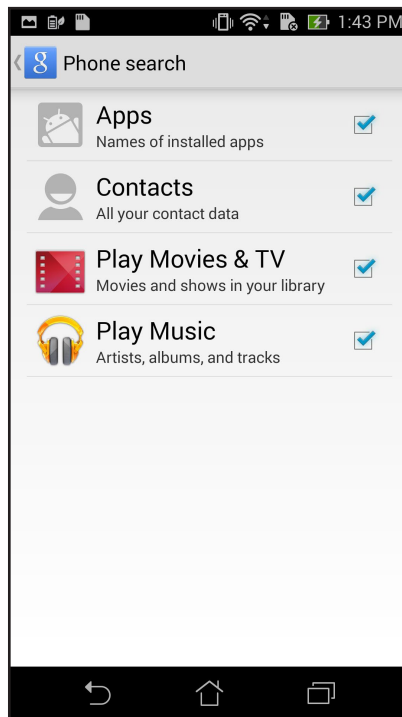 1:43 PM
8 Phone search
Apps
Names of installed apps
Contacts
All your contact data
Play Movies & TV
Movies and shows in your library
Play Music
Artists, albums, and tracks